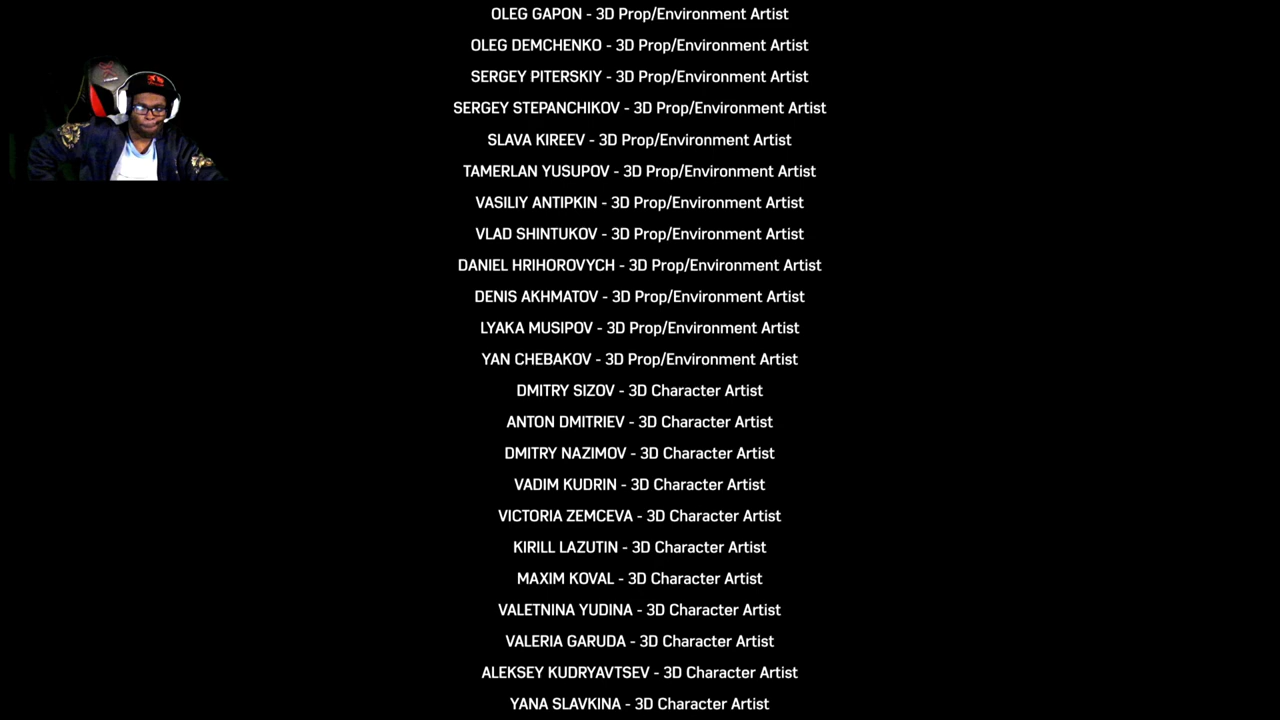 OLEG GAPON - 3D Prop/Environment Artist
OLEG DEMCHENKO - 3D Prop/Environment Artist
SERGEY PITERSKIY - 3D Prop/Environment Artist
SERGEY STEPANCHIKOV - 3D Prop/Environment Artist
SLAVA KIREEV - 3D Prop/Environment Artist
TAMERLAN YUSUPOV - 3D Prop/Environment Artist
VASILIY ANTIPKIN - 3D Prop/Environment Artist
VLAD SHINTUKOV - 3D Prop/Environment Artist
DANIEL HRIHOROVYCH - 3D Prop/Environment Artist
DENIS AKHMATOV - 3D Prop/Environment Artist
LYAKA MUSIPOV - 3D Prop/Environment Artist
YAN CHEBAKOV - 3D Prop/Environment Artist
DMITRY SIZOV - 3D Character Artist
ANTON DMITRIEV - 3D Character Artist
DMITRY NAZIMOV - 3D Character Artist
VADIM KUDRIN - 3D Character Artist
VICTORIA ZEMCEVA - 3D Character Artist
KIRILL LAZUTIN - 3D Character Artist
MAXIM KOVAL - 3D Character Artist
VALETNINA YUDINA - 3D Character Artist
VALERIA GARUDA - 3D Character Artist
ALEKSEY KUDRYAVTSEV - 3D Character Artist
YANA SLAVKINA - 3D Character Artist